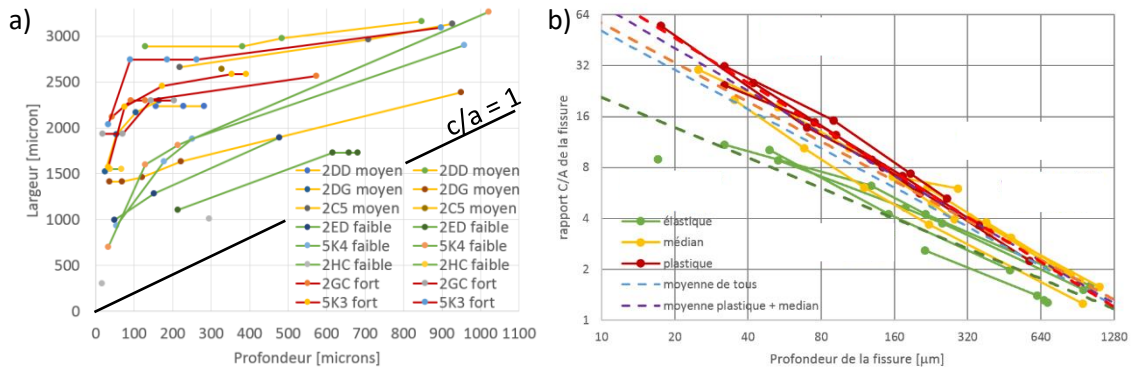 a)
Largeur [micron]
3000
2500
2000
1500
1000
500
0
0 100 200 300 400 500 600 700 800 900 1000 1100
Profondeur [microns]
c/a = 1
2DD moyen 2DD moyen
2DG moyen 2DG moyen
2C5 moyen 2C5 moyen
2ED faible 2ED faible
5K4 faible 5K4 faible
2HC faible 2HC faible
2GC fort 2GC fort
5K3 fort 5K3 fort
b)
rapport C/A de la fissure
64
32
16
8
4
2
1
10 20 40 80 160 320 640 1280
Profondeur de la fissure [µm]
élastique
médian
plastique
moyenne de tous
moyenne plastique + median